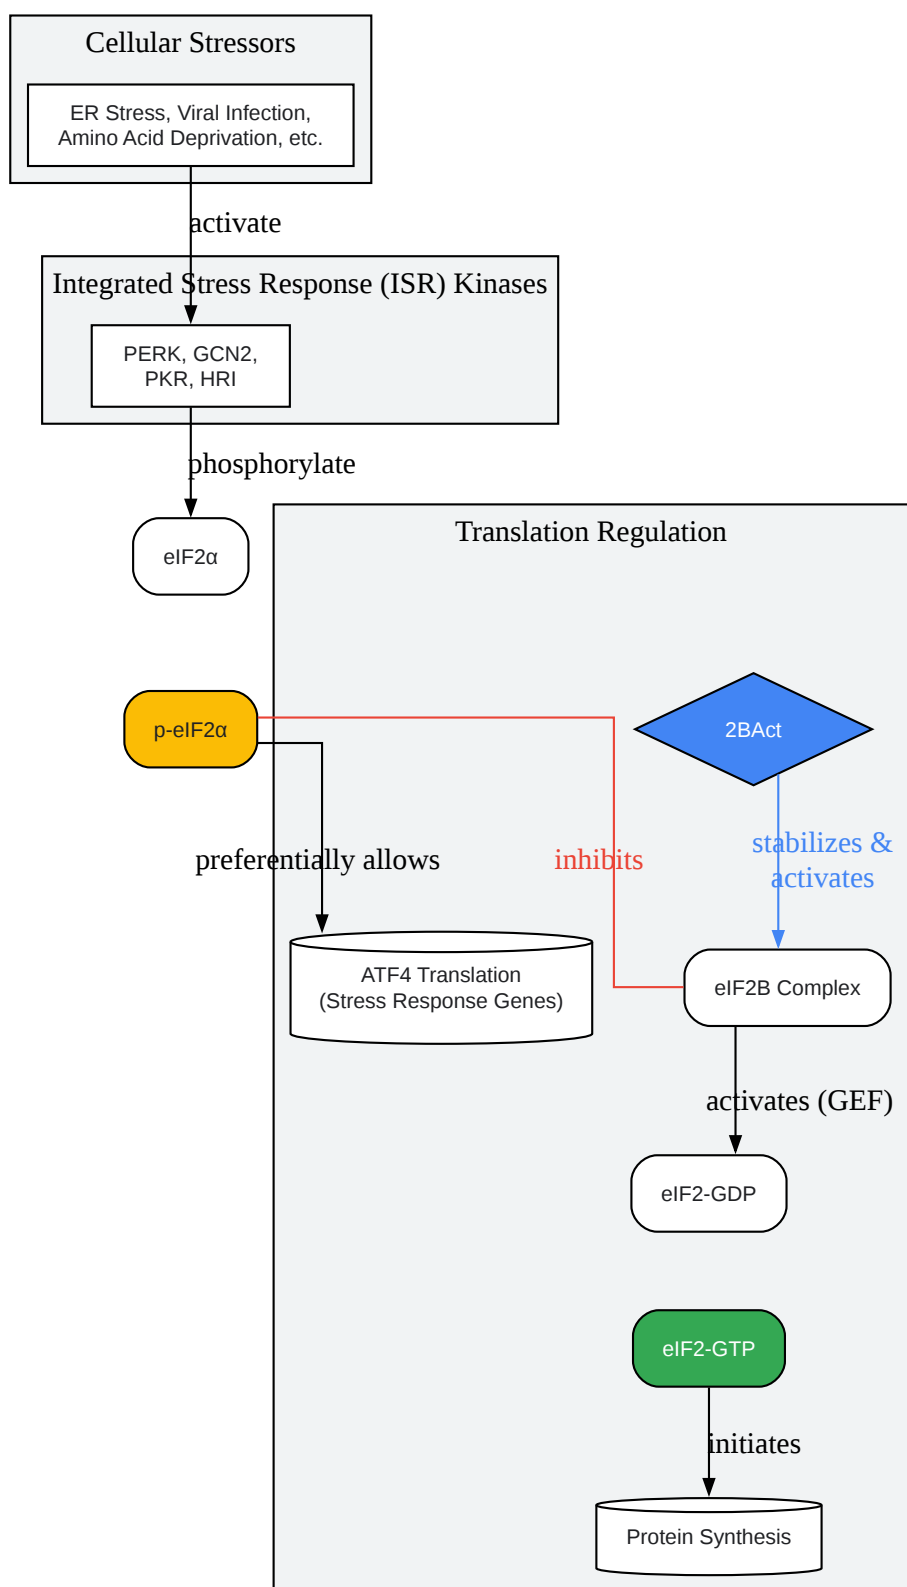 Cellular Stressors
ER Stress, Viral Infection,
Amino Acid Deprivation, etc.
activate
Integrated Stress Response (ISR) Kinases
PERK, GCN2,
PKR, HRI
phosphorylate
Translation Regulation
eIF2α
p-eIF2α
2BAct
preferentially allows
inhibits
stabilizes &
activates
ATF4 Translation
(Stress Response Genes)
eIF2B Complex
activates (GEF)
eIF2-GDP
eIF2-GTP
initiates
Protein Synthesis